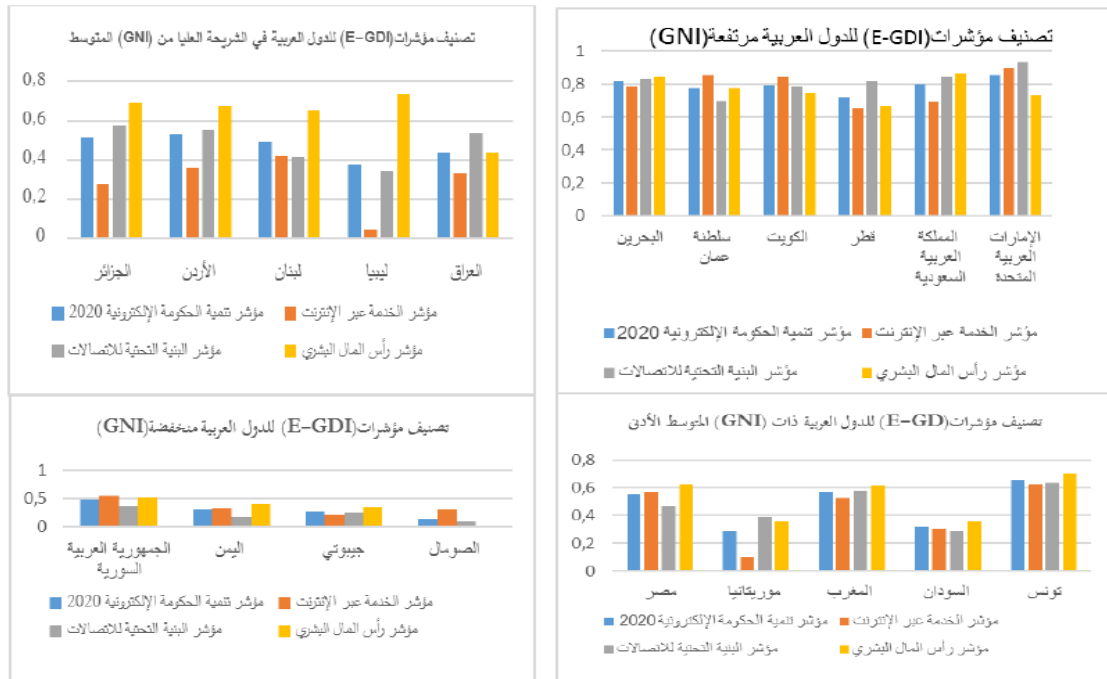 تصنيف مؤشرات(E-GDI) للدول العربية مرتفعة(GNI)
1
0,8
0,6
0,4
0,2
0
البحرين
سلطنة
عمان
الكويت
قطر
المملكة
العربية
السعودية
الإمارات
العربية
المتحدة
مؤشر تنمية الحكومة الإلكترونية 2020
مؤشر الخدمة عبر الإنترنت
مؤشر البنية التحتية للاتصالات
مؤشر رأس المال البشري
تصنيف مؤشرات(E-GDI) للدول العربية في الشريحة العليا من (GNI) المتوسط
0,8
0,6
0,4
0,2
0
الجزائر
الأردن
لبنان
ليبيا
العراق
مؤشر تنمية الحكومة الإلكترونية 2020
مؤشر الخدمة عبر الإنترنت
مؤشر البنية التحتية للاتصالات
مؤشر رأس المال البشري
تصنيف مؤشرات(E-GD) للدول العربية ذات (GNI) المتوسط الأدنى
0,8
0,6
0,4
0,2
0
مصر
موريتانيا
المغرب
السودان
تونس
مؤشر تنمية الحكومة الإلكترونية 2020
مؤشر الخدمة عبر الإنترنت
مؤشر البنية التحتية للاتصالات
مؤشر رأس المال البشري
تصنيف مؤشرات(E-GDI) للدول العربية منخفضة(GNI)
1
0,5
0
الجمهورية العربية
السورية
اليمن
جيبوتي
الصومال
مؤشر تنمية الحكومة الإلكترونية 2020
مؤشر الخدمة عبر الإنترنت
مؤشر البنية التحتية للاتصالات
مؤشر رأس المال البشري